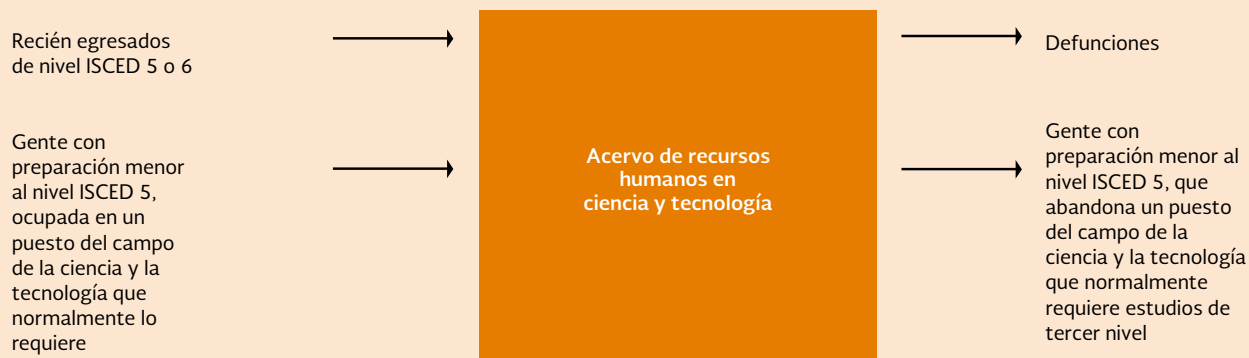 Recién egresados
de nivel ISCED 5 o 6
Gente con
preparación menor
al nivel ISCED 5,
ocupada en un
puesto del campo
de la ciencia y la
tecnología que
normalmente lo
requiere
Acervo de recursos
humanos en
ciencia y tecnología
Defunciones
Gente con
preparación menor al
nivel ISCED 5, que
abandona un puesto
del campo de la
ciencia y la tecnología
que normalmente
requiere estudios de
tercer nivel